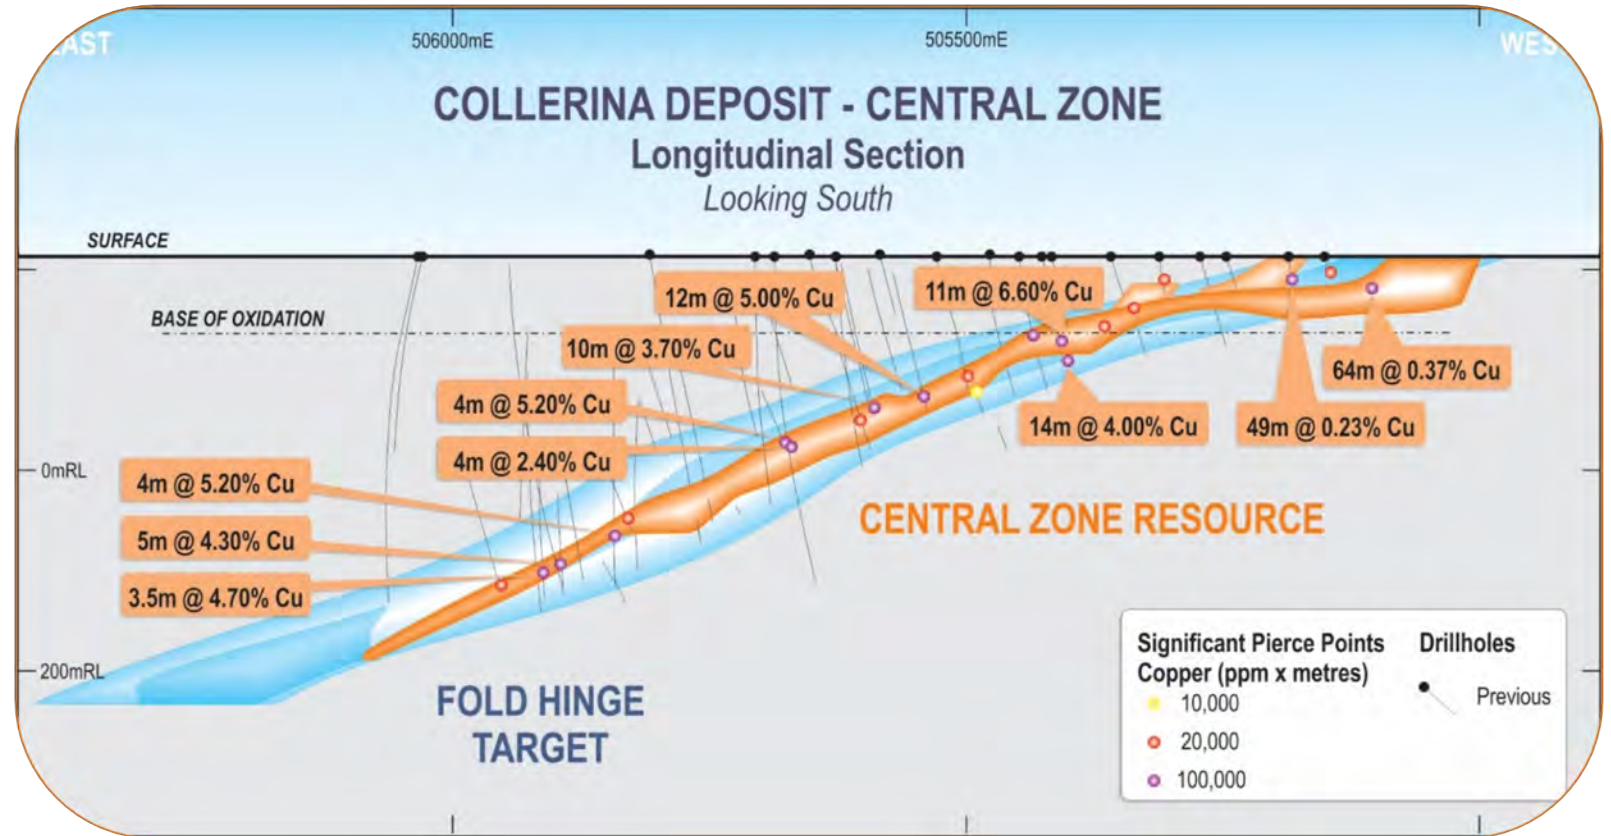 506000mE
505500mE
COLLERINA DEPOSIT - CENTRAL ZONE
Longitudinal Section
Looking South
SURFACE
BASE OF OXIDATION
12m @ 5.00% Cu
11m @ 6.60% Cu
10m @ 3.70% Cu
64m @ 0.37% Cu
4m @ 5.20% Cu
14m @ 4.00% Cu
49m @ 0.23% Cu
4m @ 2.40% Cu
0mRL
4m @ 5.20% Cu
5m @ 4.30% Cu
3.5m @ 4.70% Cu
CENTRAL ZONE RESOURCE
200mRL
FOLD HINGE
TARGET
Significant Pierce Points
Copper (ppm x metres)
10,000
20,000
100,000
Drillholes
Previous